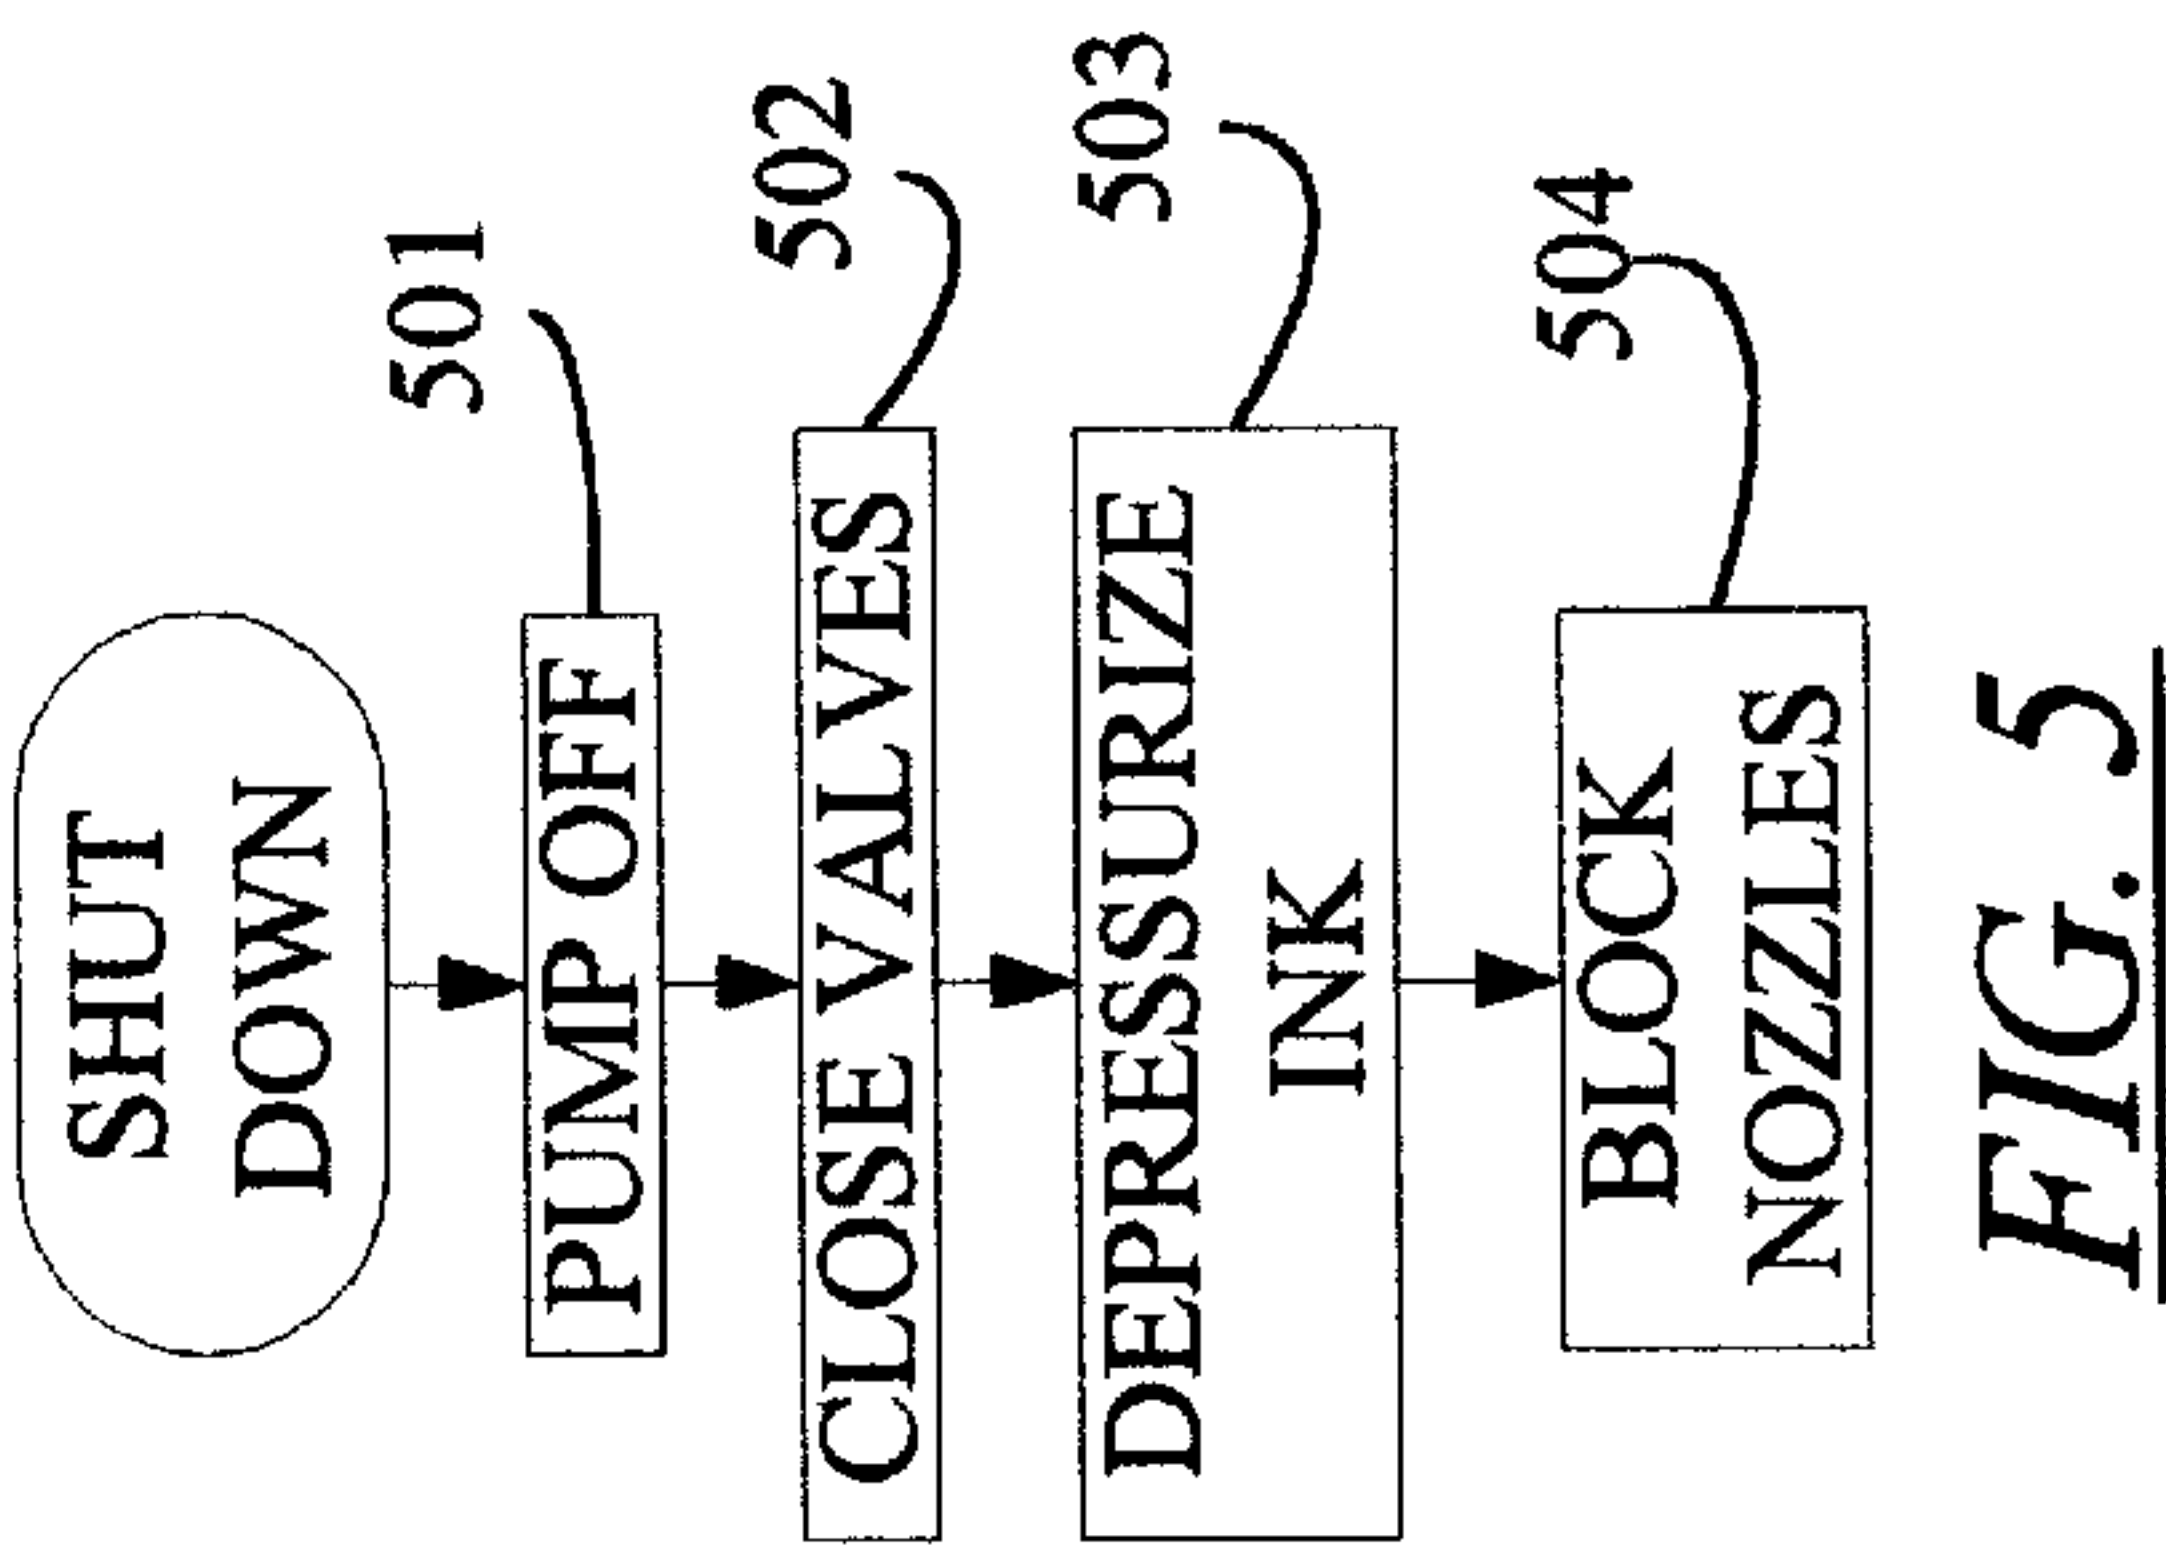 SHUT
DOWN
501
PUMP OFF
502
CLOSE VALVES
503
DEPRESSURIZE
INK
504
BLOCK
NOZZLES
FIG. 5